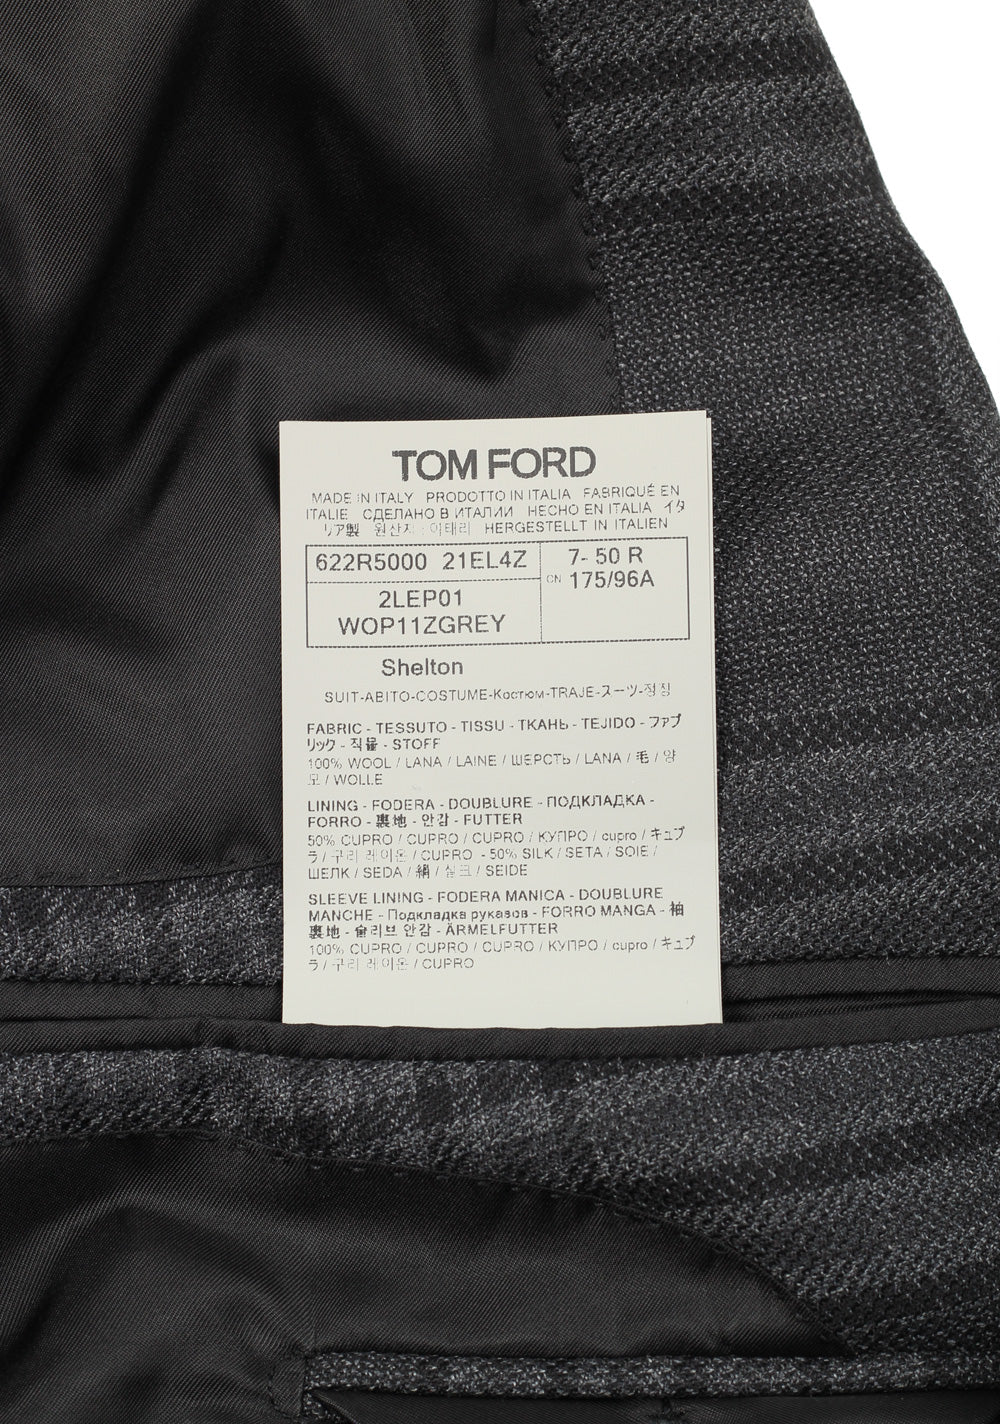 TOM FORD
MADE IN ITALY PRODOTTO IN ITALIA FABRIQUÉ EN
ITALIE СДЕЛАНО В ИТАЛИИ HECHO EN ITALIA イタ
リア製 원산지 : 이태리 HERGESTELLT IN ITALIEN
622R5000 21EL4Z
7- 50 R
CN 175/96A
2LEP01
WOP11ZGREY
Shelton
SUIT-ABITO-COSTUME-Костюм-TRAJE-スーツ-정장
FABRIC - TESSUTO - TISSU - ТКАНЬ - TEJIDO - ファブ
リック - 직물 - STOFF
100% WOOL / LANA / LAINE / ШЕРСТЬ / LANA / 毛 / 양
모 / WOLLE
LINING - FODERA - DOUBLURE - ПОДКЛАДКА -
FORRO - 裏地 - 안감 - FUTTER
50% CUPRO / CUPRO / CUPRO / КУПРО / cupro / キュプ
ラ / 구리 레이온 / CUPRO - 50% SILK / SETA / SOIE /
ШЕЛК / SEDA / 絹 / 실크 / SEIDE
SLEEVE LINING - FODERA MANICA - DOUBLURE
MANCHE - Подкладка рукавов - FORRO MANGA - 袖
裏地 - 슬리브 안감 - ÄRMELFUTTER
100% CUPRO / CUPRO / CUPRO / КУПРО / cupro / キュプ
ラ / 구리 레이온 / CUPRO